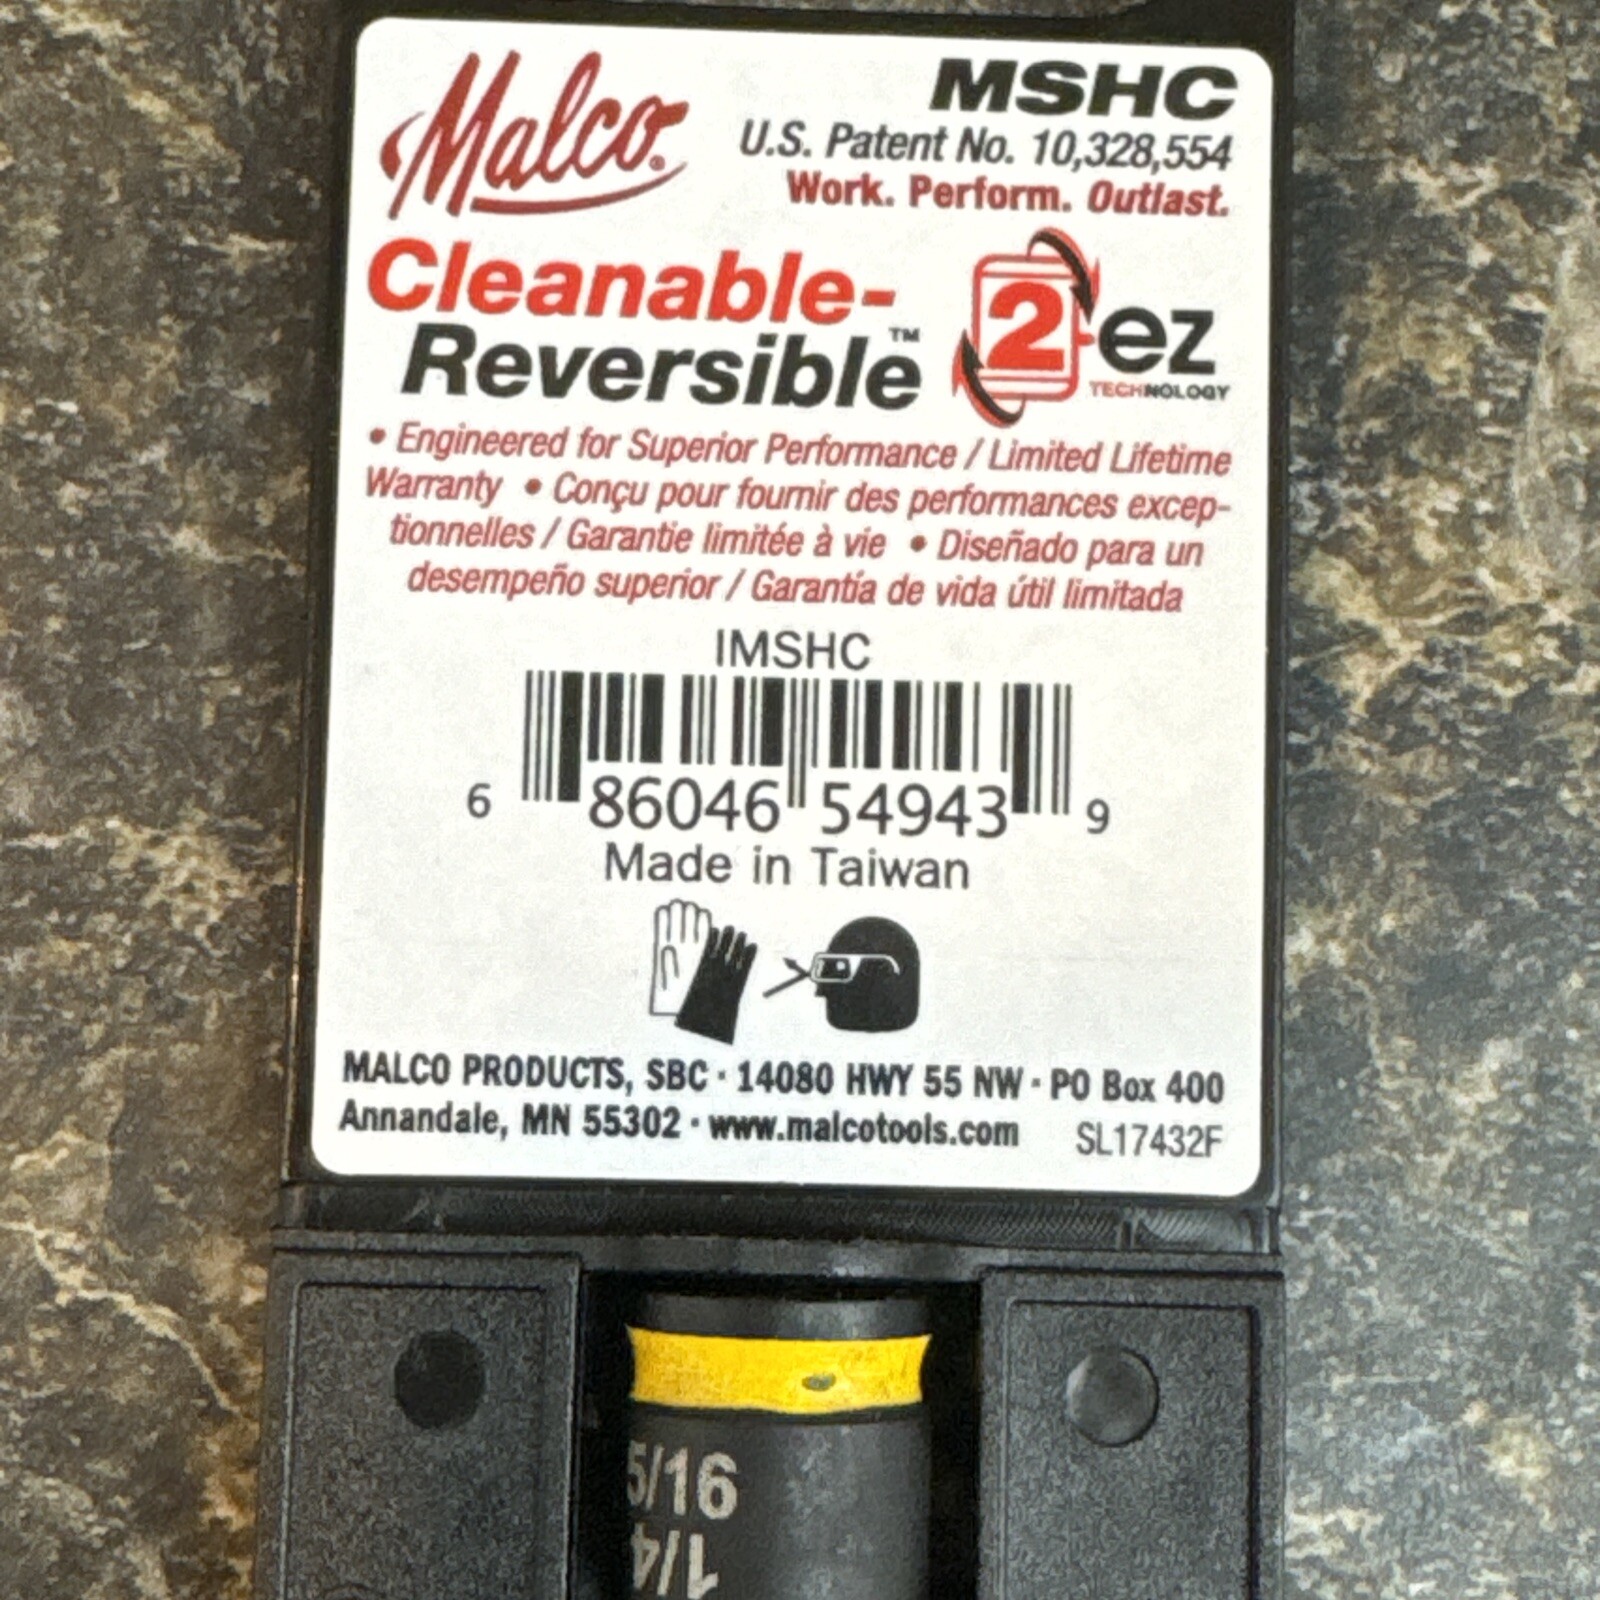 Malco®
MSHC
U.S. Patent No. 10,328,554
Work. Perform. Outlast.
Cleanable-
Reversible™
2-ez
TECHNOLOGY
• Engineered for Superior Performance / Limited Lifetime
Warranty • Conçu pour fournir des performances excep-
tionnelles / Garantie limitée à vie • Diseñado para un
desempeño superior / Garantía de vida útil limitada
IMSHC
6 86046 54943 9
Made in Taiwan
MALCO PRODUCTS, SBC · 14080 HWY 55 NW · PO Box 400
Annandale, MN 55302 · www.malcotools.com SL17432F
5/16
1/4